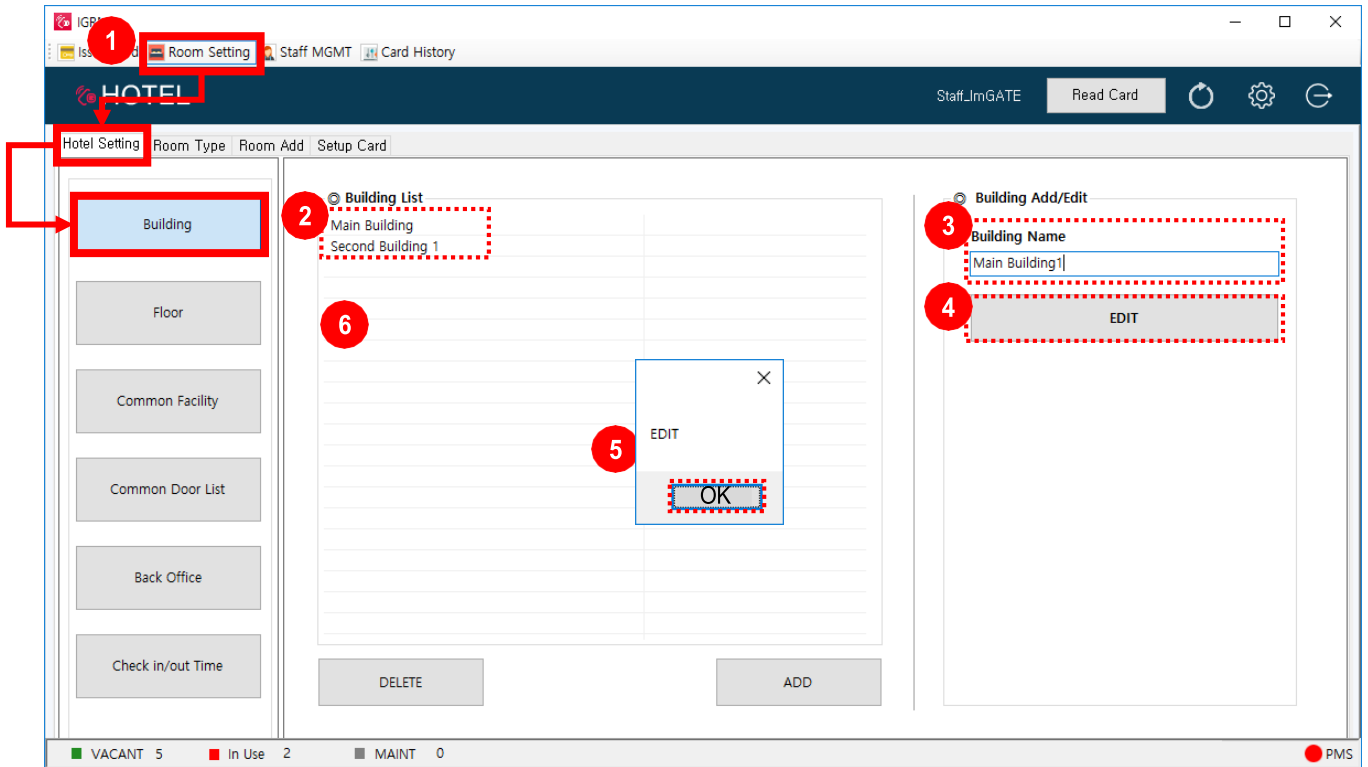 1
Room Setting Staff MGMT Card History
HOTEL
Staff_ImGATE Read Card
Hotel Setting Room Type Room Add Setup Card
Building
Floor
Common Facility
Common Door List
Back Office
Check in/out Time
2
Building List
Main Building
Second Building 1
6
5
EDIT
OK
DELETE ADD
Building Add/Edit
3
Building Name
Main Building1
4
EDIT
VACANT 5 In Use 2 MAINT 0 PMS